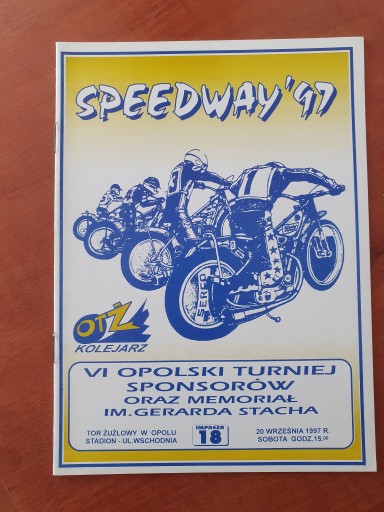 SPEEDWAY '97
OTŻ
KOLEJARZ
VI OPOLSKI TURNIEJ
SPONSORÓW
ORAZ MEMORIAŁ
IM.GERARDA STACHA
TOR ŻUŻLOWY W OPOLU
STADION - UL.WSCHODNIA
IMPREZA
18
20 WRZEŚNIA 1997 R.
SOBOTA GODZ.15.00